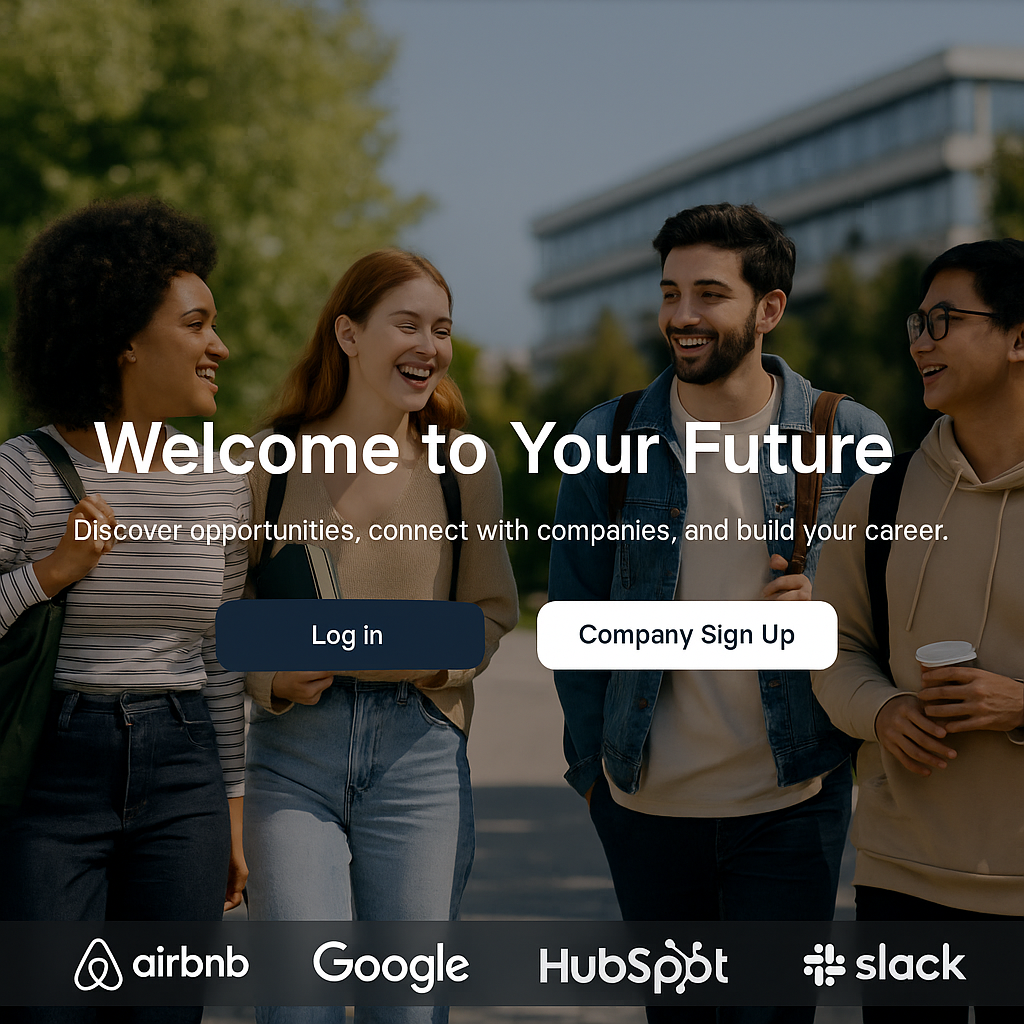 Welcome to Your Future
Discover opportunities, connect with companies, and build your career.
Log in
Company Sign Up
airbnb
Google
HubSpot
slack